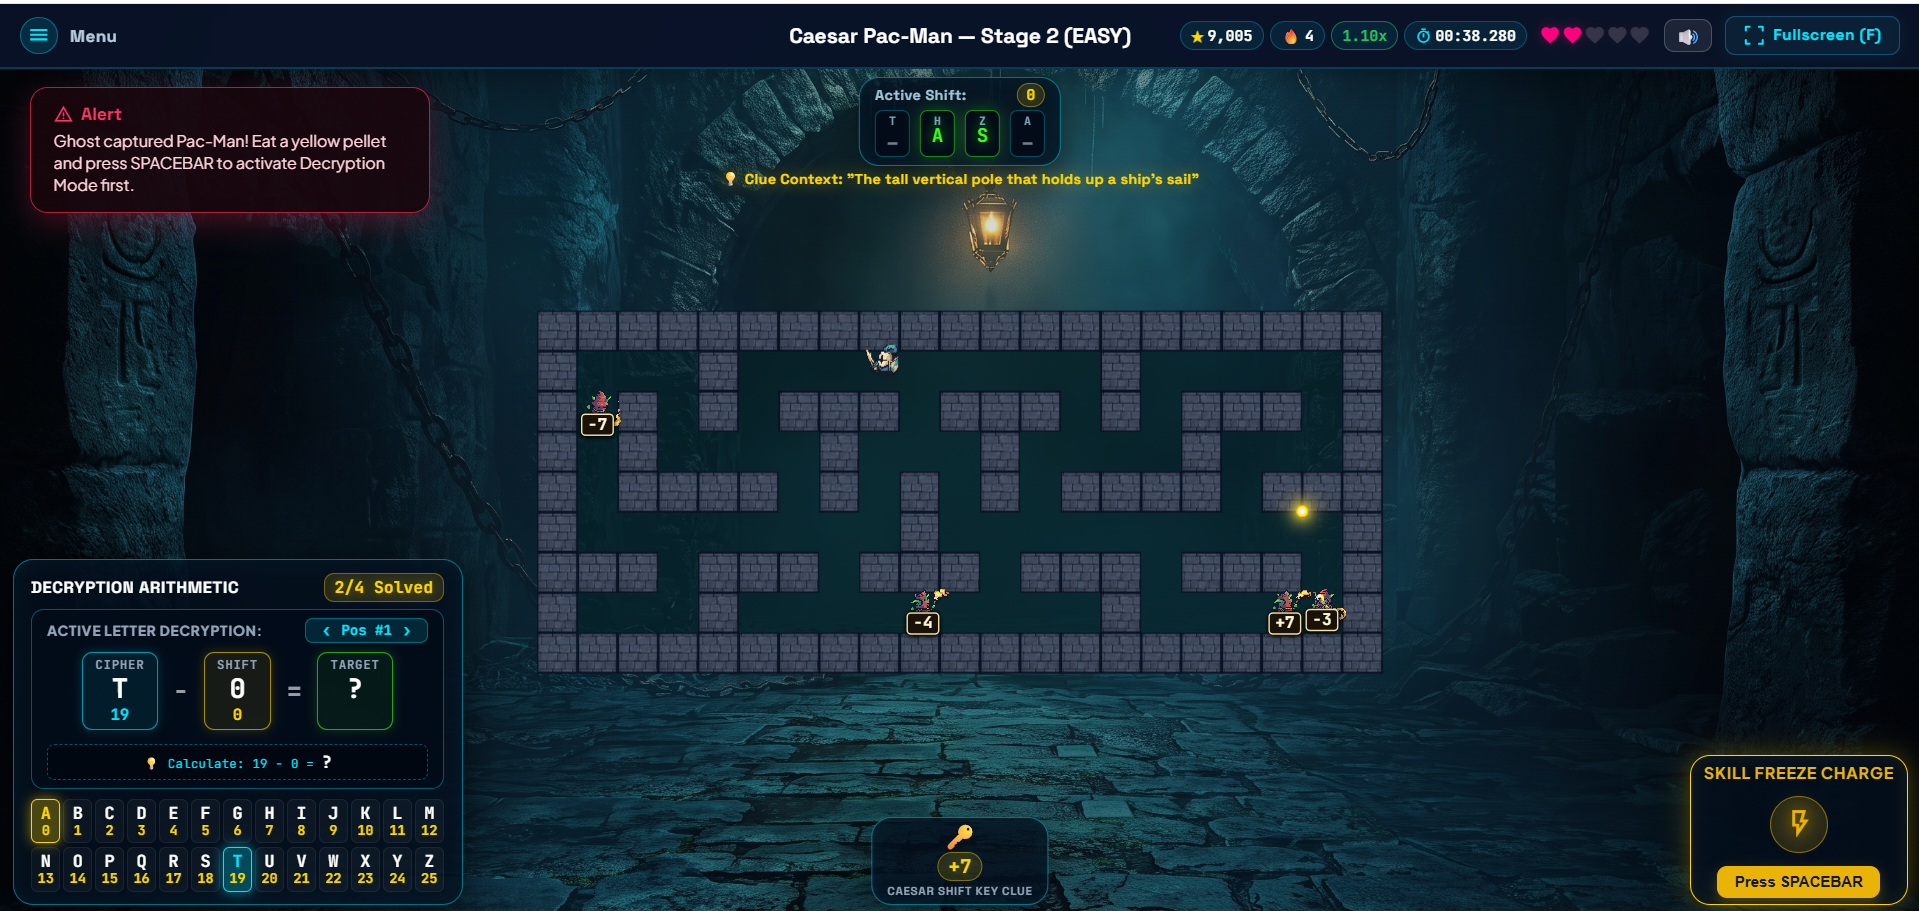 Menu
Caesar Pac-Man — Stage 2 (EASY)
9,005
4
1.10x
00:38.280
Fullscreen (F)
Alert
Ghost captured Pac-Man! Eat a yellow pellet
and press SPACEBAR to activate Decryption
Mode first.
Active Shift: 0
T H Z A
_ A S _
Clue Context: "The tall vertical pole that holds up a ship's sail"
-7
-4
+7
-3
DECRYPTION ARITHMETIC
2/4 Solved
ACTIVE LETTER DECRYPTION:
‹ Pos #1 ›
CIPHER SHIFT TARGET
T - 0 = ?
19 0
Calculate: 19 - 0 = ?
A B C D E F G H I J K L M
0 1 2 3 4 5 6 7 8 9 10 11 12
N O P Q R S T U V W X Y Z
13 14 15 16 17 18 19 20 21 22 23 24 25
+7
CAESAR SHIFT KEY CLUE
SKILL FREEZE CHARGE
Press SPACEBAR